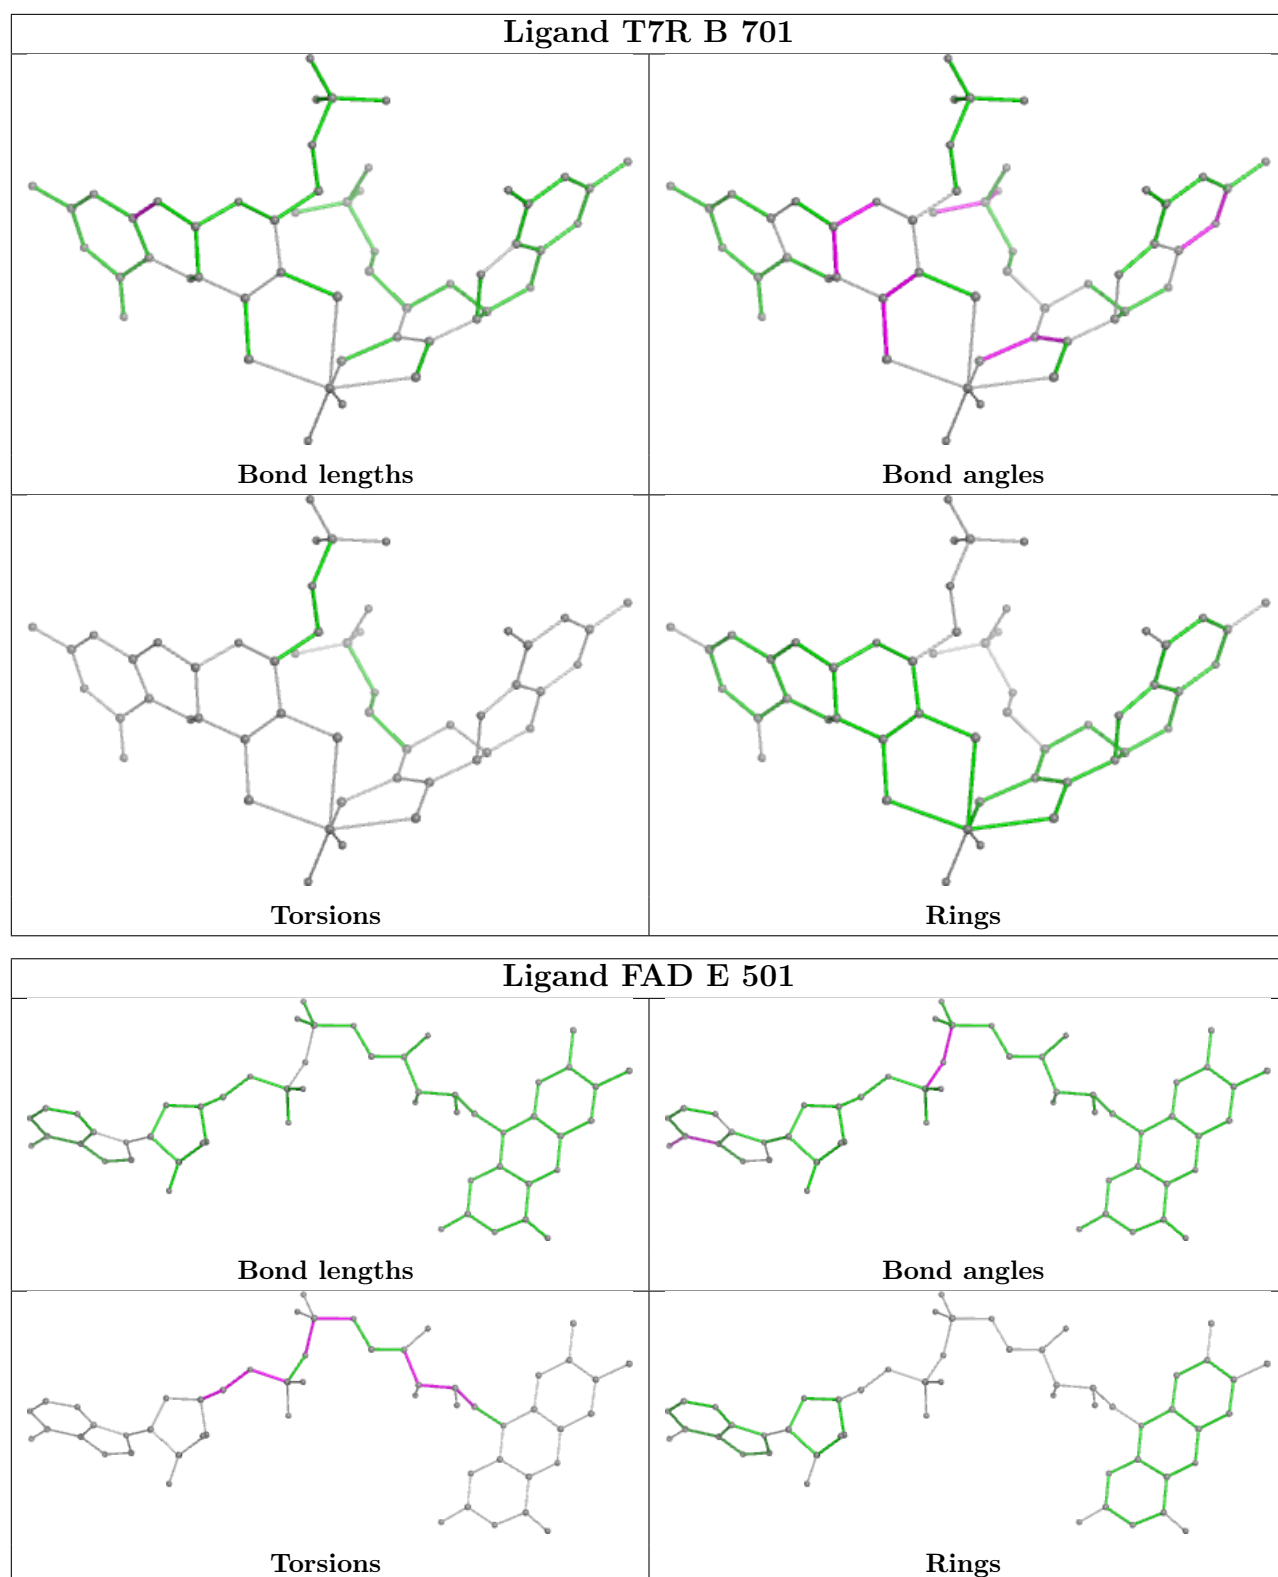 Ligand T7R B 701
Bond lengths
Bond angles
Torsions
Rings
Ligand FAD E 501
Bond lengths
Bond angles
Torsions
Rings